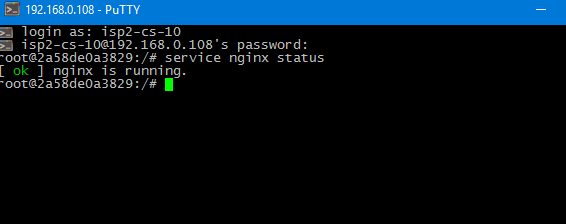 192.168.0.108 - PuTTY
login as: isp2-cs-10
isp2-cs-10@192.168.0.108's password:
root@2a58de0a3829:/# service nginx status
[ ok ] nginx is running.
root@2a58de0a3829:/#